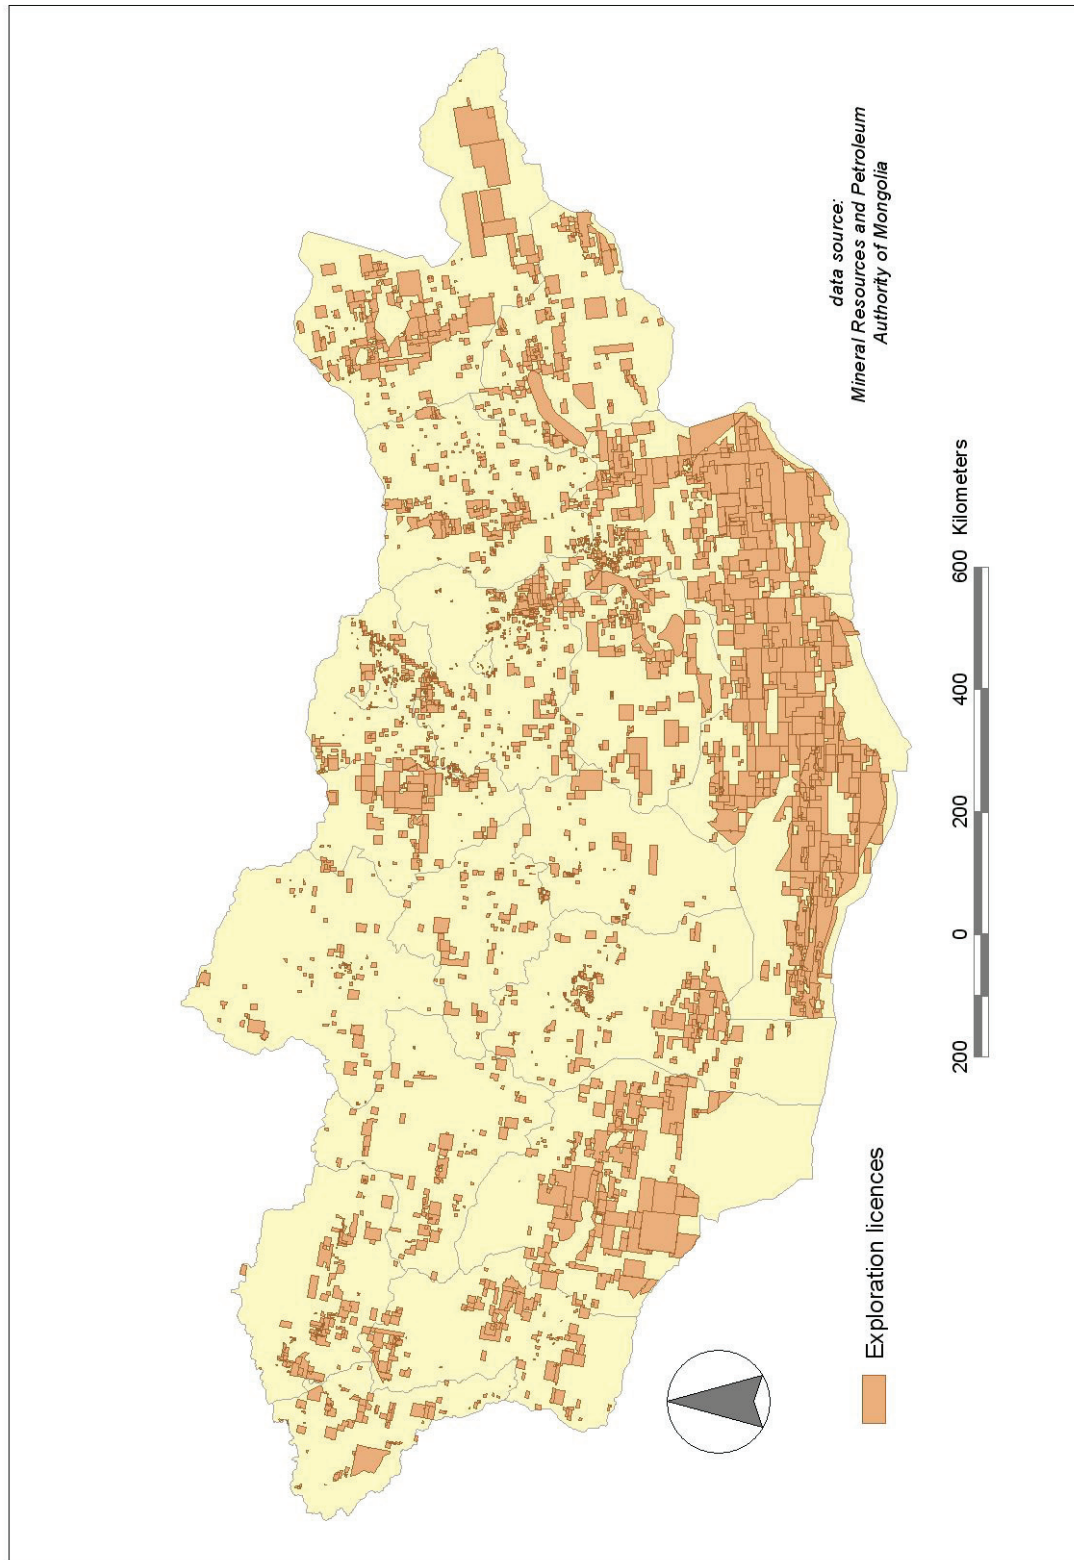 data source:
Mineral Resources and Petroleum
Authority of Mongolia
200 0 200 400 600 Kilometers
Exploration licences